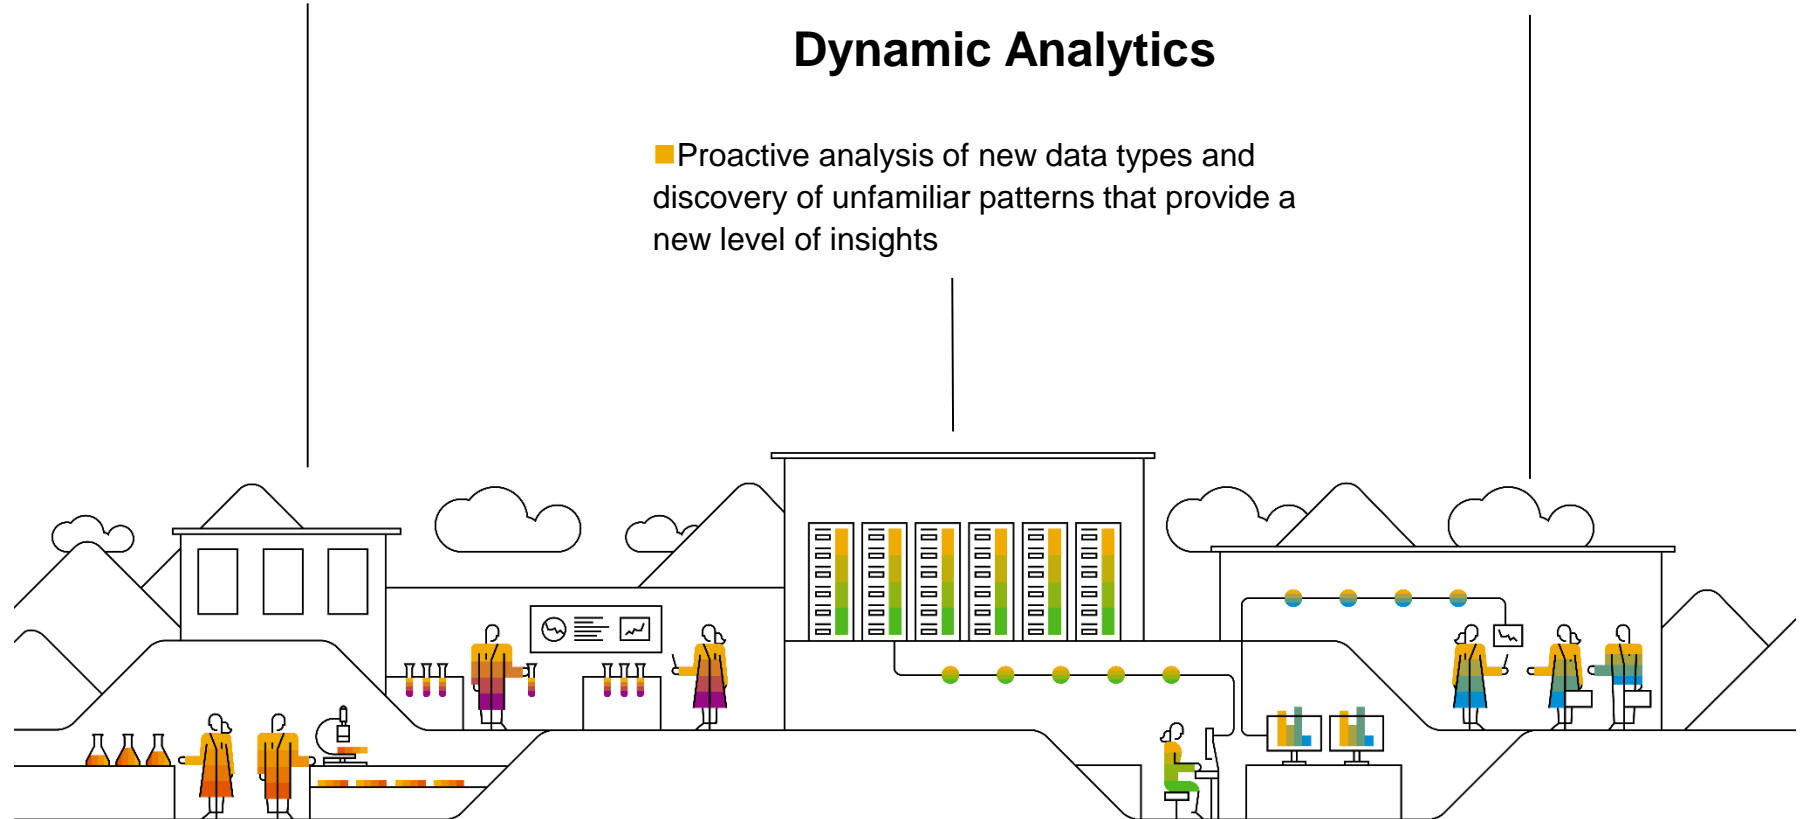 Dynamic Analytics
Proactive analysis of new data types and
discovery of unfamiliar patterns that provide a
new level of insights